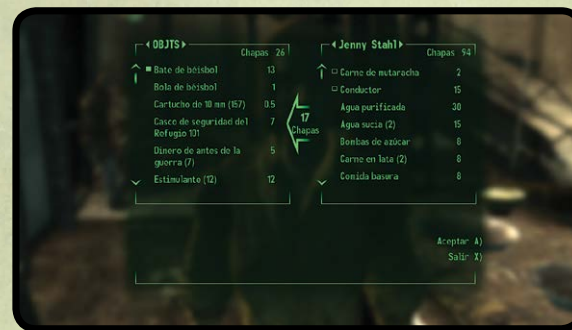 OBJTS
Chapas 26
Bate de béisbol 13
Bola de béisbol 1
Cartucho de 10 mm (157) 0.5
Casco de seguridad del 7
Refugio 101
Dinero de antes de la 5
guerra (7)
Estimulante (12) 12
17
Chapas
Jenny Stahl
Chapas 94
Carne de mutaracha 2
Conductor 15
Agua purificada 30
Agua sucia (2) 15
Bombas de azúcar 8
Carne en lata (2) 8
Comida basura 8
Aceptar A)
Salir X)